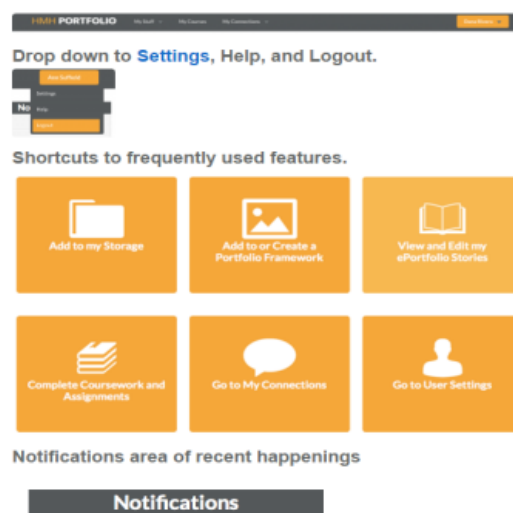 HMH PORTFOLIO My Stuff My Courses My Connections
Drop down to Settings, Help, and Logout.
Settings
No
Help
Logout
Shortcuts to frequently used features.
Add to my Storage
Add to or Create a
Portfolio Framework
View and Edit my
ePortfolio Stories
Complete Coursework and
Assignments
Go to My Connections
Go to User Settings
Notifications area of recent happenings
Notifications